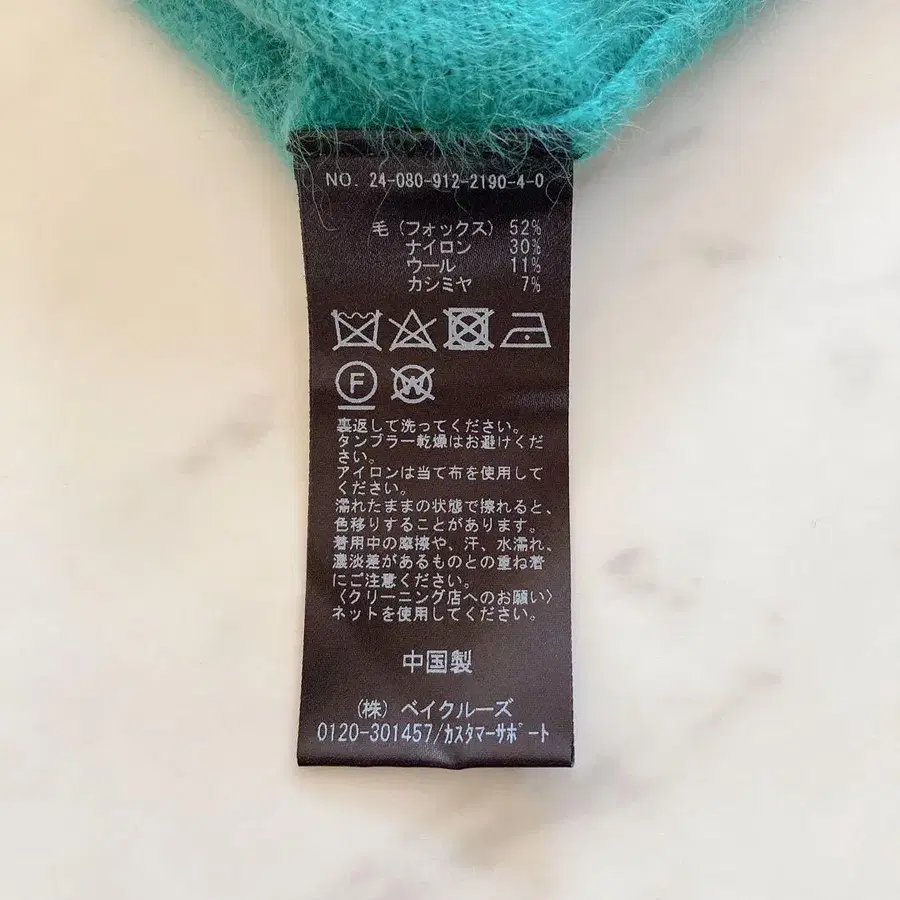 NO. 24-080-912-2190-4-0
毛(フォックス) 52%
ナイロン 30%
ウール 11%
カシミヤ 7%
F
W
裏返して洗ってください。
タンブラー乾燥はお避けくだ
さい。
アイロンは当て布を使用して
ください。
濡れたままの状態で擦れると、
色移りすることがあります。
着用中の摩擦や、汗、水濡れ、
濃淡差があるものとの重ね着
にご注意ください。
〈クリーニング店へのお願い〉
ネットを使用してください。
中国製
(株) ベイクルーズ
0120-301457/カスタマーサポート